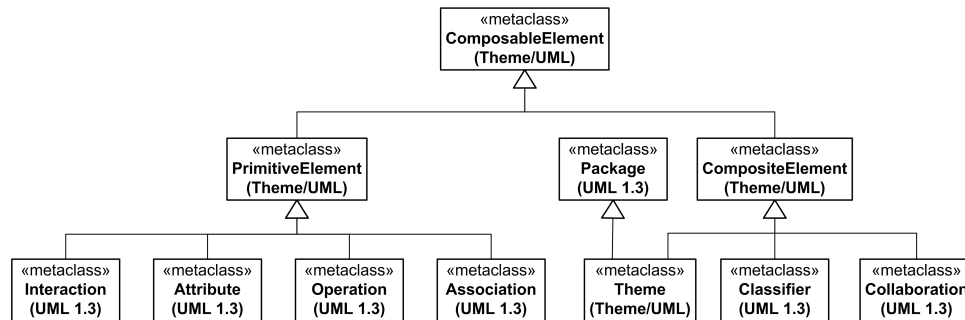 «metaclass»
ComposableElement
(Theme/UML)
«metaclass»
PrimitiveElement
(Theme/UML)
«metaclass»
Package
(UML 1.3)
«metaclass»
CompositeElement
(Theme/UML)
«metaclass»
Interaction
(UML 1.3)
«metaclass»
Attribute
(UML 1.3)
«metaclass»
Operation
(UML 1.3)
«metaclass»
Association
(UML 1.3)
«metaclass»
Theme
(Theme/UML)
«metaclass»
Classifier
(UML 1.3)
«metaclass»
Collaboration
(UML 1.3)